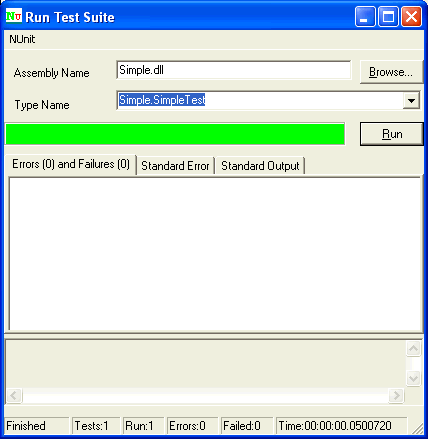 Nu Run Test Suite
NUnit
Assembly Name Simple.dll Browse...
Type Name Simple.SimpleTest
Run
Errors (0) and Failures (0) Standard Error Standard Output
Finished Tests:1 Run:1 Errors:0 Failed:0 Time:00:00:00.0500720